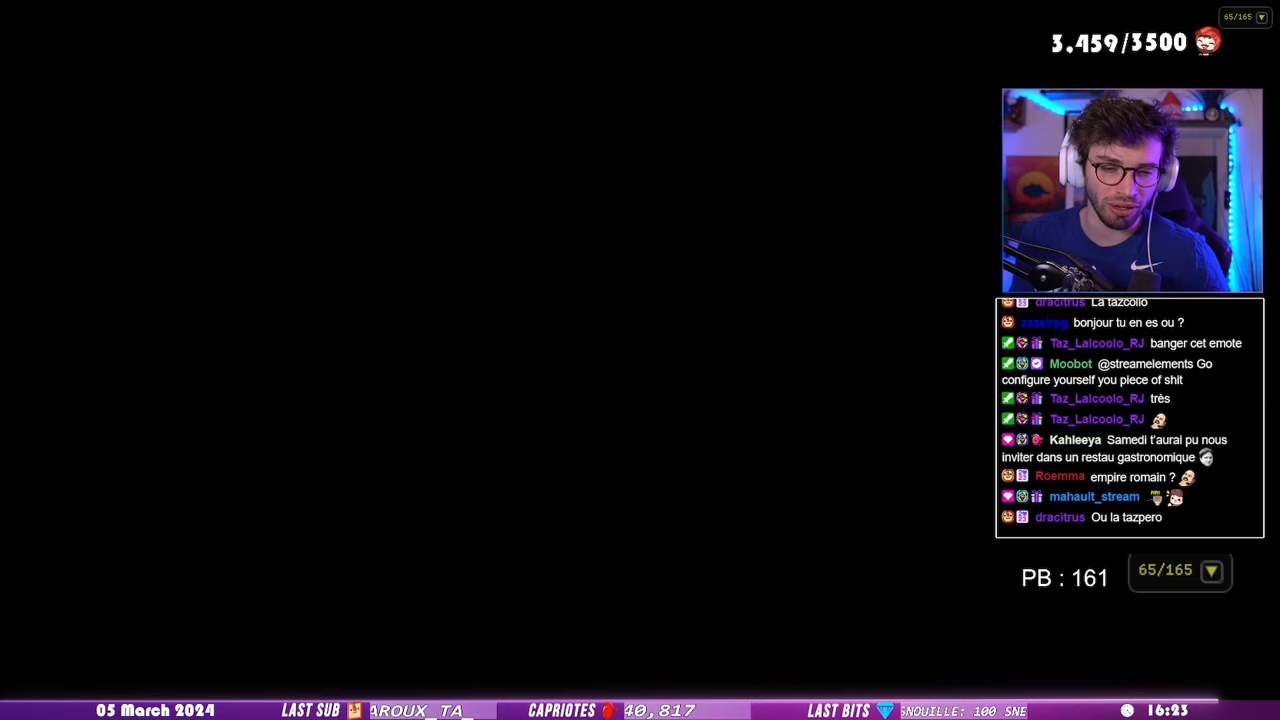 65/165
3,459/3500
dracitrus La tazcollo
zazelrpg bonjour tu en es ou ?
Taz_Lalcoolo_RJ banger cet emote
Moobot @streamelements Go
configure yourself you piece of shit
Taz_Lalcoolo_RJ très
Taz_Lalcoolo_RJ
Kahleeya Samedi t'aurai pu nous
inviter dans un restau gastronomique
Roemma empire romain ?
mahault_stream
dracitrus Ou la tazpero
PB : 161 65/165
05 March 2024 LAST SUB AROUX_TA_ CAPRIOTES 40,817 LAST BITS SNOUILLE: 100 SNE 16:23